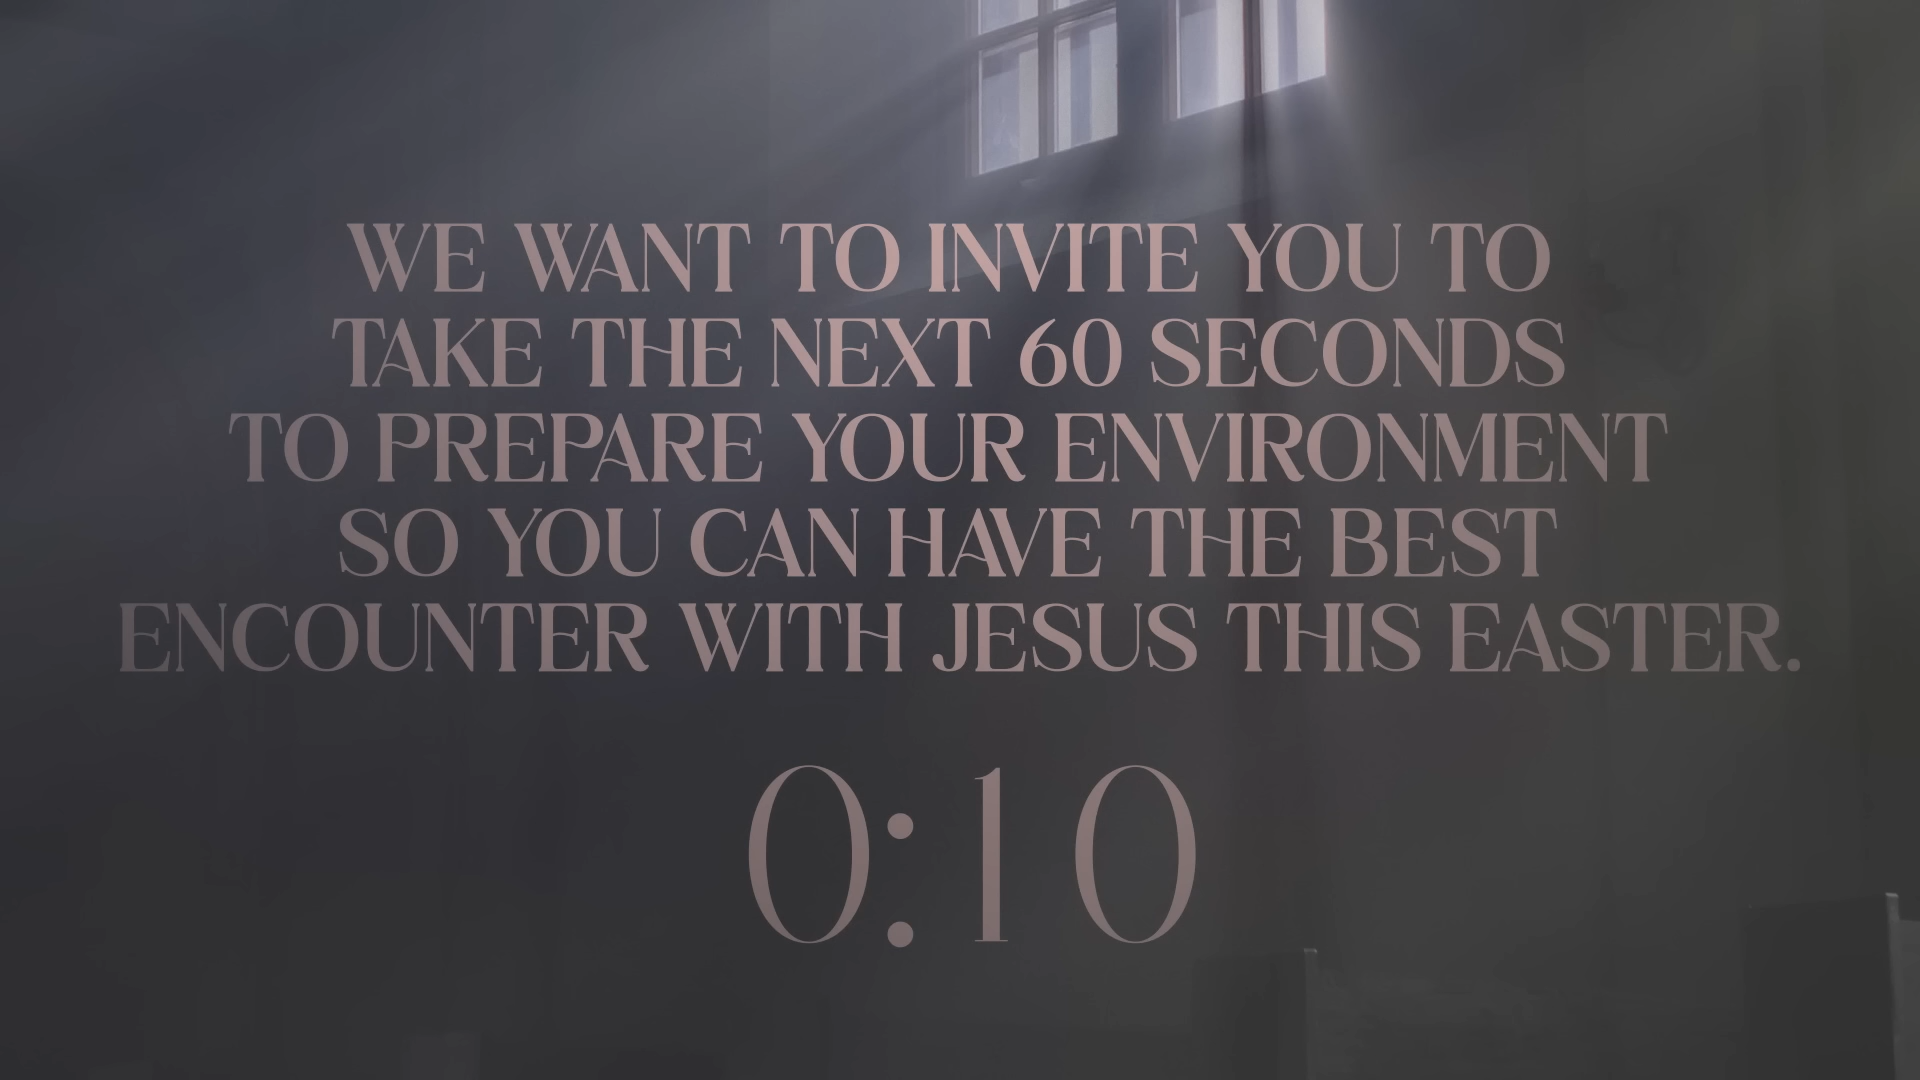 WE WANT TO INVITE YOU TO
TAKE THE NEXT 60 SECONDS
TO PREPARE YOUR ENVIRONMENT
SO YOU CAN HAVE THE BEST
ENCOUNTER WITH JESUS THIS EASTER.
0:10